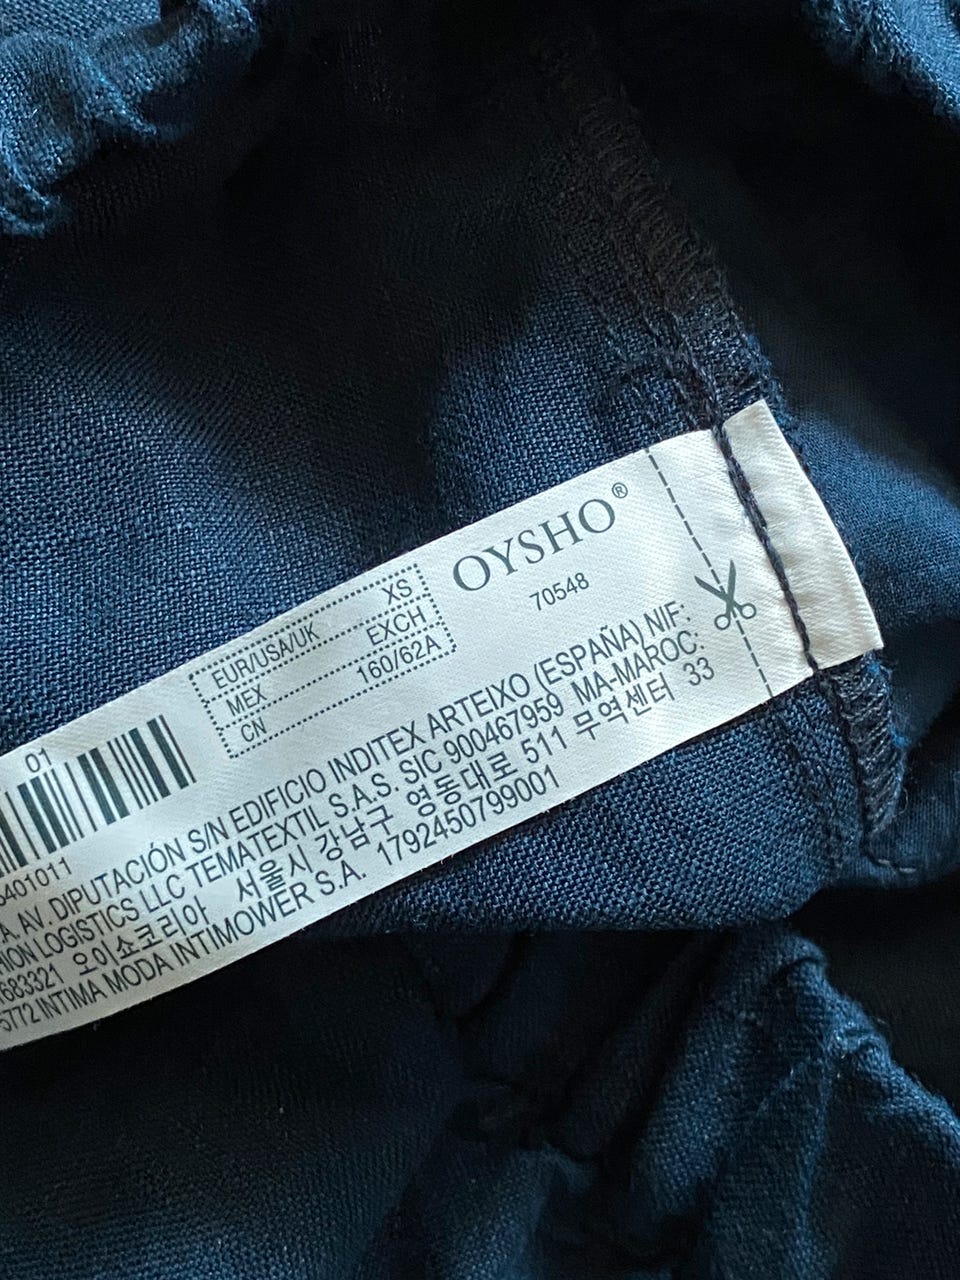 OYSHO®
70548
EUR/USA/UK XS
MEX EXCH
CN 160/62A
01
401011
AV. DIPUTACIÓN S/N EDIFICIO INDITEX ARTEIXO (ESPAÑA) NIF:
LOGISTICS LLC TEMATEXTIL S.A.S. SIC 900467959 MA-MAROC:
683321 오이쇼코리아 서울시 강남구 영동대로 511 무역센터 33
5772 INTIMA MODA INTIMOWER S.A. 1792450799001